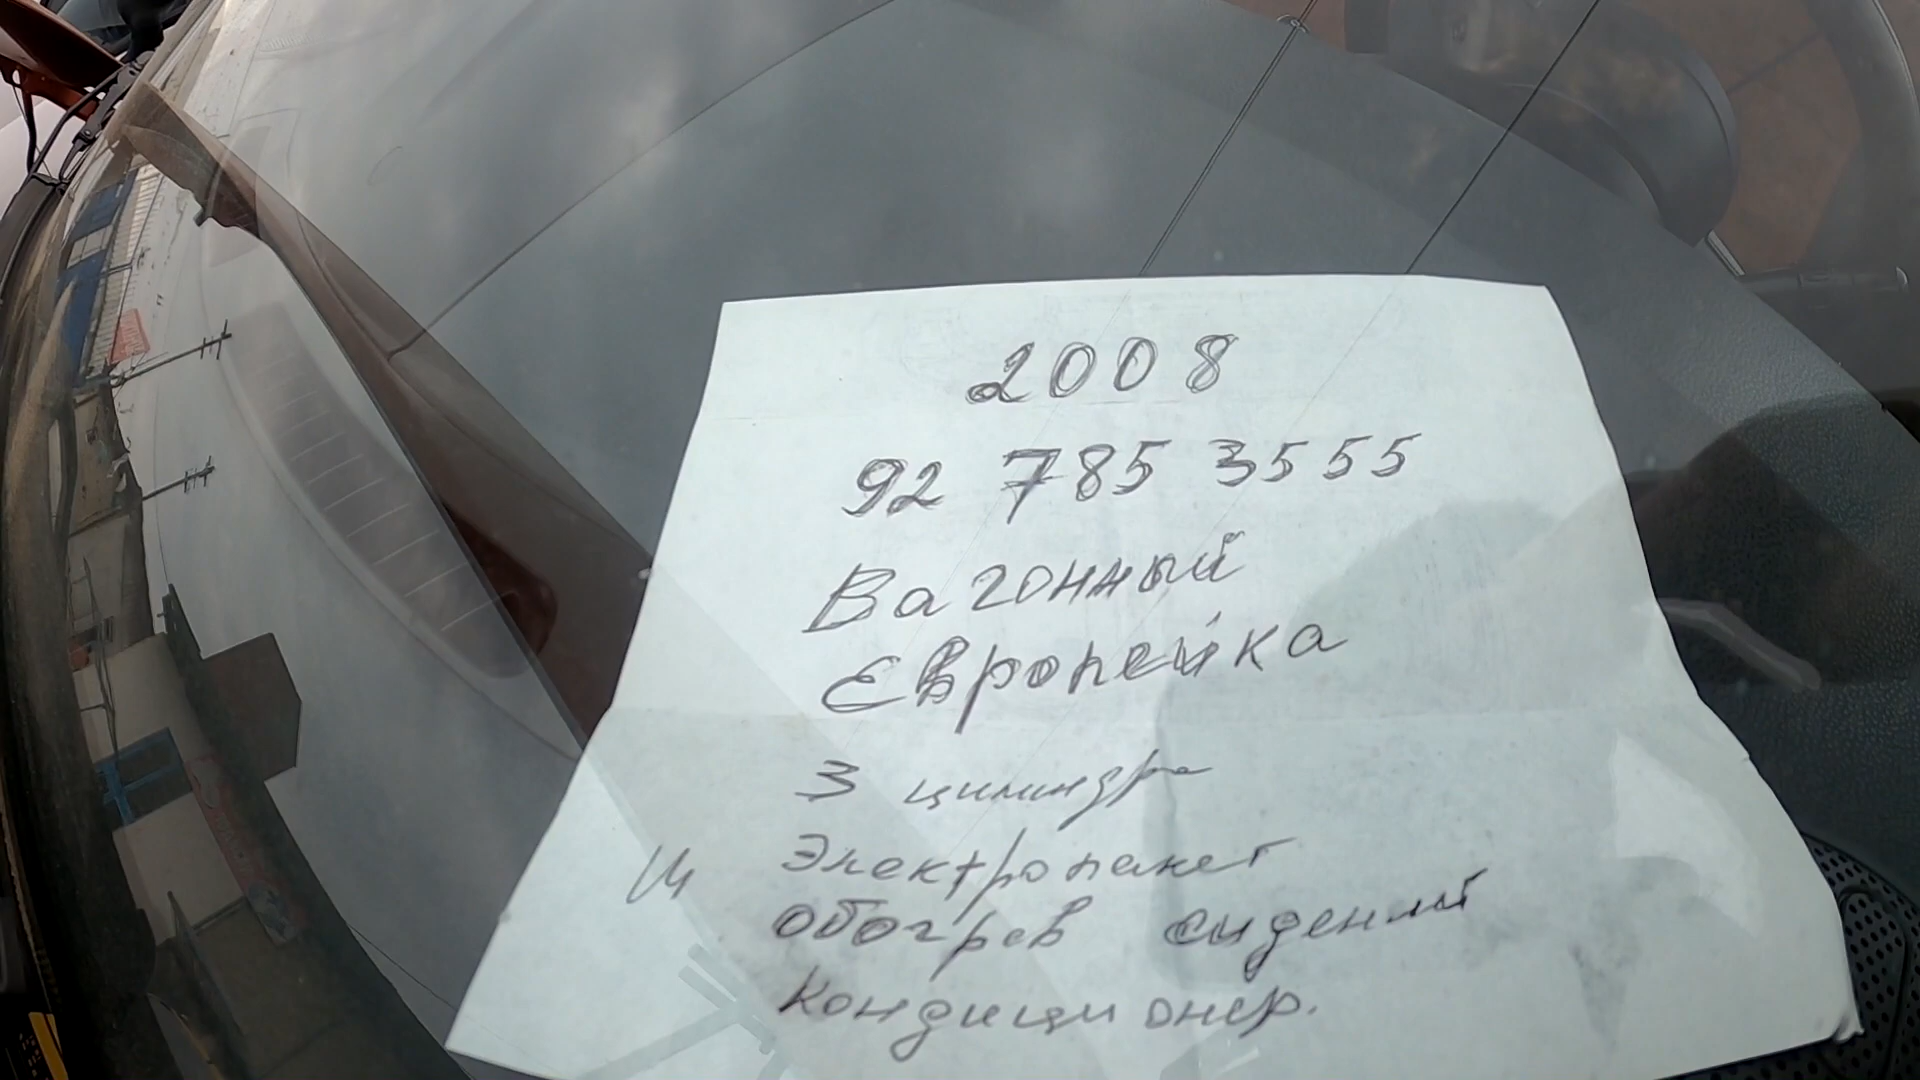 2008
92 785 3555
Вагонный
Европейка
3 цилиндра
Электропакет
обогрев сидений
Кондиционер.